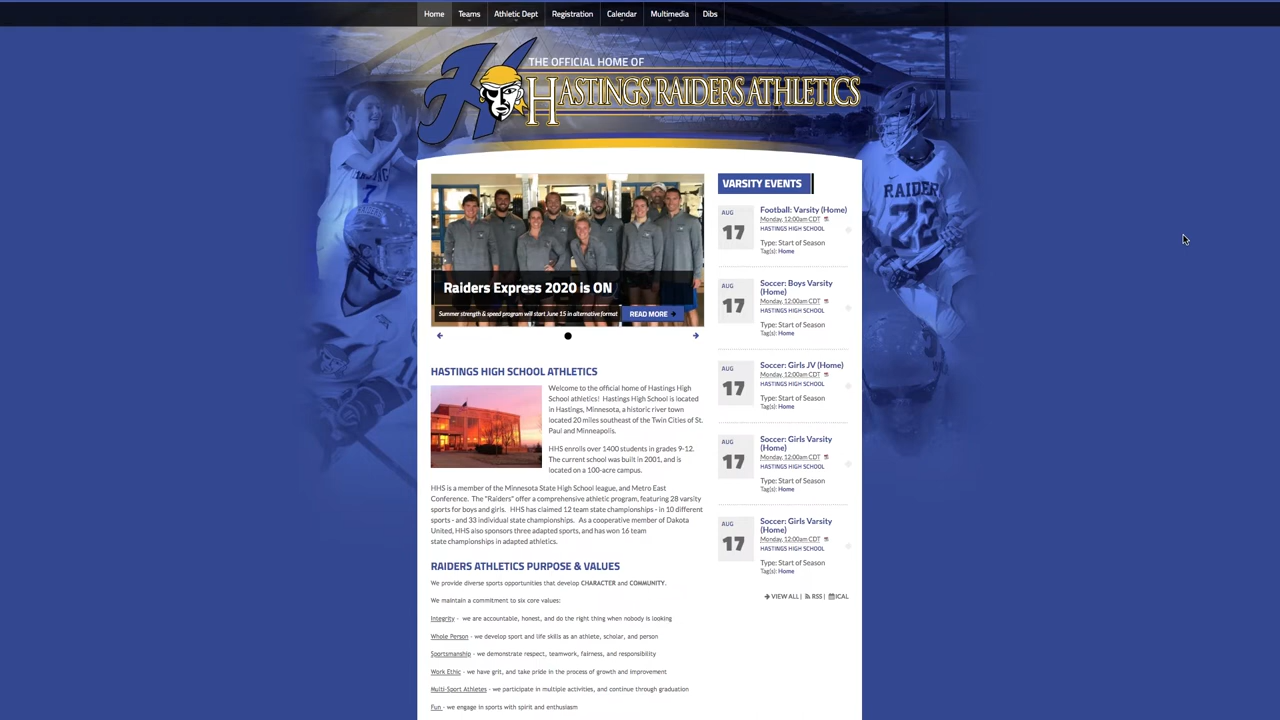 Home Teams Athletic Dept Registration Calendar Multimedia Dibs
THE OFFICIAL HOME OF
HASTINGS RAIDERS ATHLETICS
RAIDER
22
7
Raiders Express 2020 is ON
Summer strength & speed program will start June 15 in alternative format
READ MORE
HASTINGS HIGH SCHOOL ATHLETICS
Welcome to the official home of Hastings High
School athletics! Hastings High School is located
in Hastings, Minnesota, a historic river town
located 20 miles southeast of the Twin Cities of St.
Paul and Minneapolis.
HHS enrolls over 1400 students in grades 9-12.
The current school was built in 2001, and is
located on a 100-acre campus.
HHS is a member of the Minnesota State High School league, and Metro East
Conference. The "Raiders" offer a comprehensive athletic program, featuring 28 varsity
sports for boys and girls. HHS has claimed 12 team state championships - in 10 different
sports - and 33 individual state championships. As a cooperative member of Dakota
United, HHS also sponsors three adapted sports, and has won 16 team
state championships in adapted athletics.
RAIDERS ATHLETICS PURPOSE & VALUES
We provide diverse sports opportunities that develop CHARACTER and COMMUNITY.
We maintain a commitment to six core values:
Integrity - we are accountable, honest, and do the right thing when nobody is looking
Whole Person - we develop sport and life skills as an athlete, scholar, and person
Sportsmanship - we demonstrate respect, teamwork, fairness, and responsibility
Work Ethic - we have grit, and take pride in the process of growth and improvement
Multi-Sport Athletes - we participate in multiple activities, and continue through graduation
Fun - we engage in sports with spirit and enthusiasm
VARSITY EVENTS
AUG
17
Football: Varsity (Home)
Monday, 12:00am CDT
HASTINGS HIGH SCHOOL
Type: Start of Season
Tag(s): Home
AUG
17
Soccer: Boys Varsity
(Home)
Monday, 12:00am CDT
HASTINGS HIGH SCHOOL
Type: Start of Season
Tag(s): Home
AUG
17
Soccer: Girls JV (Home)
Monday, 12:00am CDT
HASTINGS HIGH SCHOOL
Type: Start of Season
Tag(s): Home
AUG
17
Soccer: Girls Varsity
(Home)
Monday, 12:00am CDT
HASTINGS HIGH SCHOOL
Type: Start of Season
Tag(s): Home
AUG
17
Soccer: Girls Varsity
(Home)
Monday, 12:00am CDT
HASTINGS HIGH SCHOOL
Type: Start of Season
Tag(s): Home
VIEW ALL | RSS | ICAL